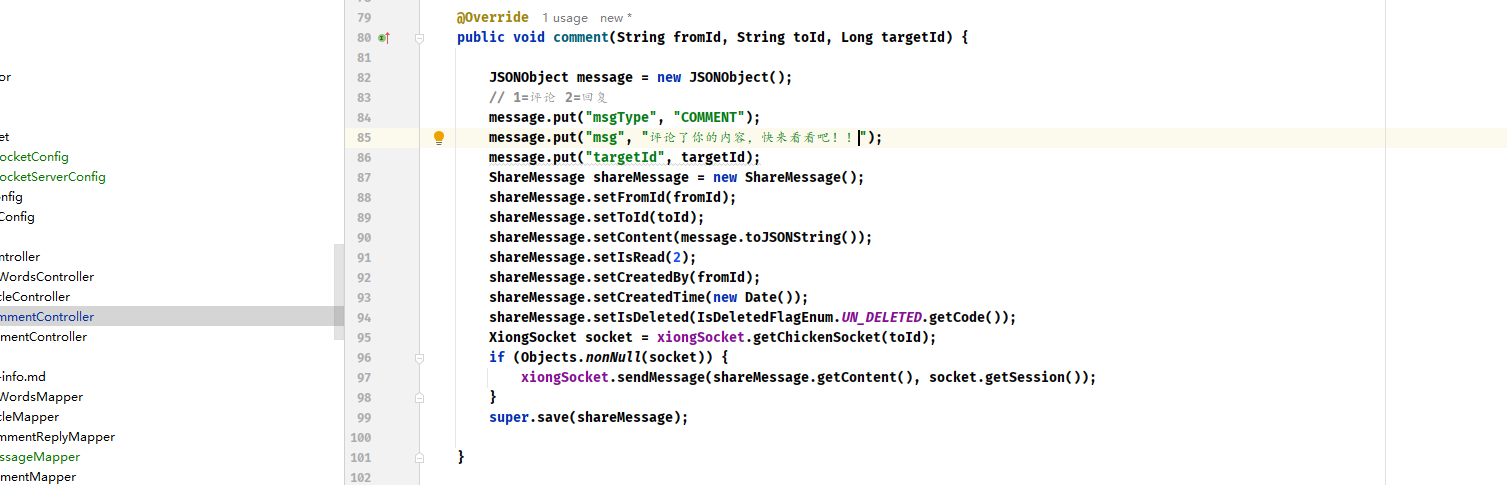 78
79 @Override 1 usage new *
80 public void comment(String fromId, String toId, Long targetId) {
81
or
82 JSONObject message = new JSONObject();
83 // 1=评论 2=回复
84 message.put("msgType", "COMMENT");
et
85 message.put("msg", "评论了你的内容，快来看看吧！！");
ocketConfig
86 message.put("targetId", targetId);
ocketServerConfig
87 ShareMessage shareMessage = new ShareMessage();
nfig
88 shareMessage.setFromId(fromId);
Config
89 shareMessage.setToId(toId);
90 shareMessage.setContent(message.toJSONString());
ntroller
91 shareMessage.setIsRead(2);
WordsController
92 shareMessage.setCreatedBy(fromId);
cleController
93 shareMessage.setCreatedTime(new Date());
mmentController
94 shareMessage.setIsDeleted(IsDeletedFlagEnum.UN_DELETED.getCode());
mentController
95 XiongSocket socket = xiongSocket.getChickenSocket(toId);
96 if (Objects.nonNull(socket)) {
-info.md
97 xiongSocket.sendMessage(shareMessage.getContent(), socket.getSession());
WordsMapper
98 }
cleMapper
99 super.save(shareMessage);
mmentReplyMapper
100
ssageMapper
101 }
mentMapper
102